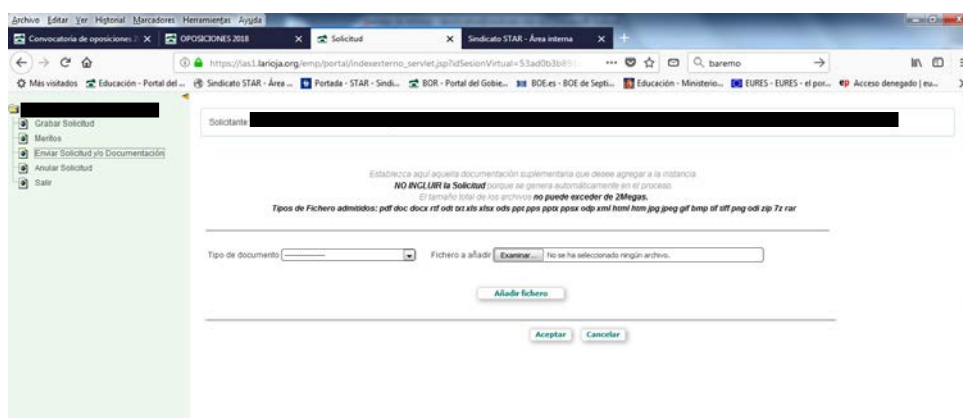 Archivo Editar Ver Historial Marcadores Herramientas Ayuda
Convocatoria de oposiciones 2 X OPOSICIONES 2018 X Solicitud X Sindicato STAR - Área interna X +
https://ias1.larioja.org/emp/portal/indexexterno_servlet.jsp?idSesionVirtual=53ad0b3b89 ... baremo
Más visitados Educación - Portal del ... Sindicato STAR - Área ... Portada - STAR - Sindi... BOR - Portal del Gobie... BOE.es - BOE de Septi... Educación - Ministerio... EURES - EURES - el por... ep Acceso denegado | eu...
Grabar Solicitud
Meritos
Enviar Solicitud y/o Documentación
Anular Solicitud
Salir
Solicitante
Establezca aquí aquella documentación suplementaria que desee agregar a la instancia.
NO INCLUIR la Solicitud porque se genera automáticamente en el proceso.
El tamaño total de los archivos no puede exceder de 2Megas.
Tipos de Fichero admitidos: pdf doc docx rtf odt txt xls xlsx ods ppt pps pptx ppsx odp xml html htm jpg jpeg gif bmp tif tiff png odi zip 7z rar
Tipo de documento ---------------- Fichero a añadir Examinar... No se ha seleccionado ningún archivo.
Añadir fichero
Aceptar Cancelar